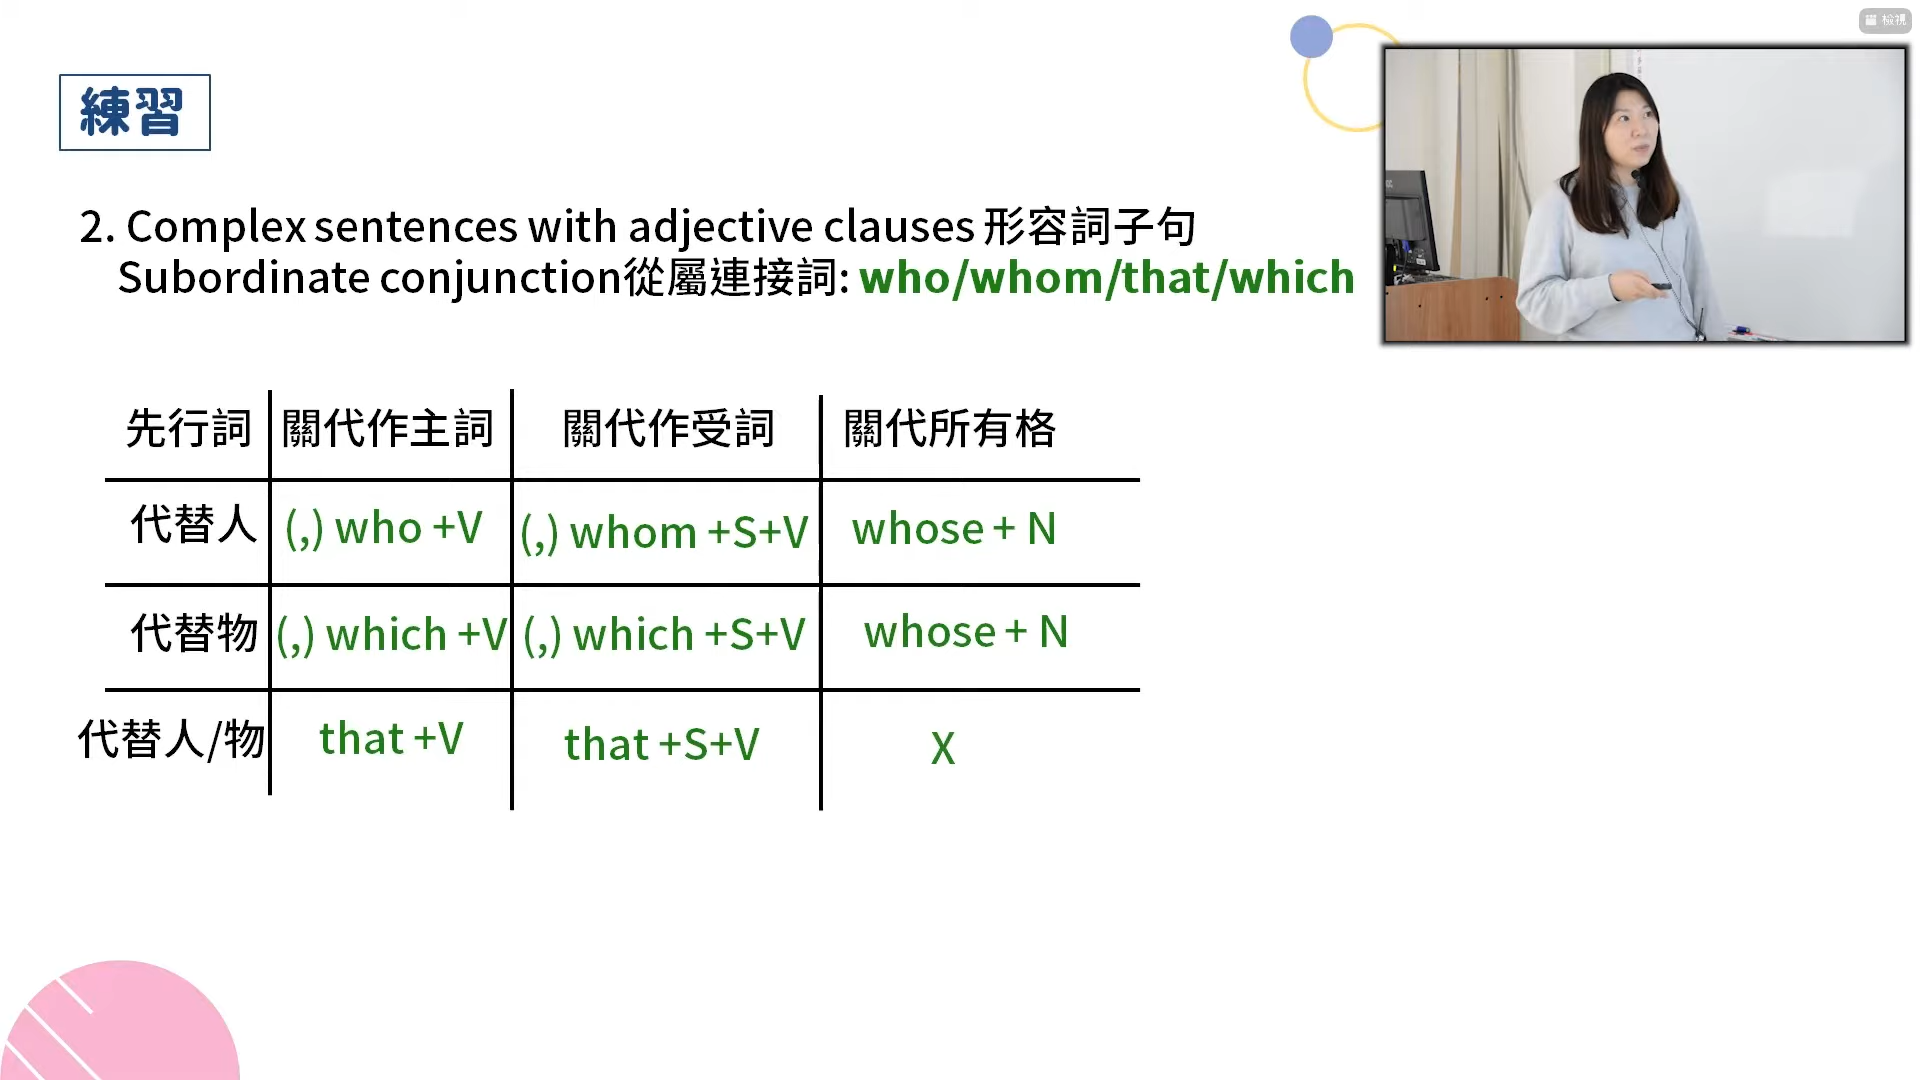 檢視
練習
2. Complex sentences with adjective clauses 形容詞子句
Subordinate conjunction從屬連接詞: who/whom/that/which
先行詞 關代作主詞 關代作受詞 關代所有格
代替人 (,) who +V (,) whom +S+V whose + N
代替物 (,) which +V (,) which +S+V whose + N
代替人/物 that +V that +S+V X